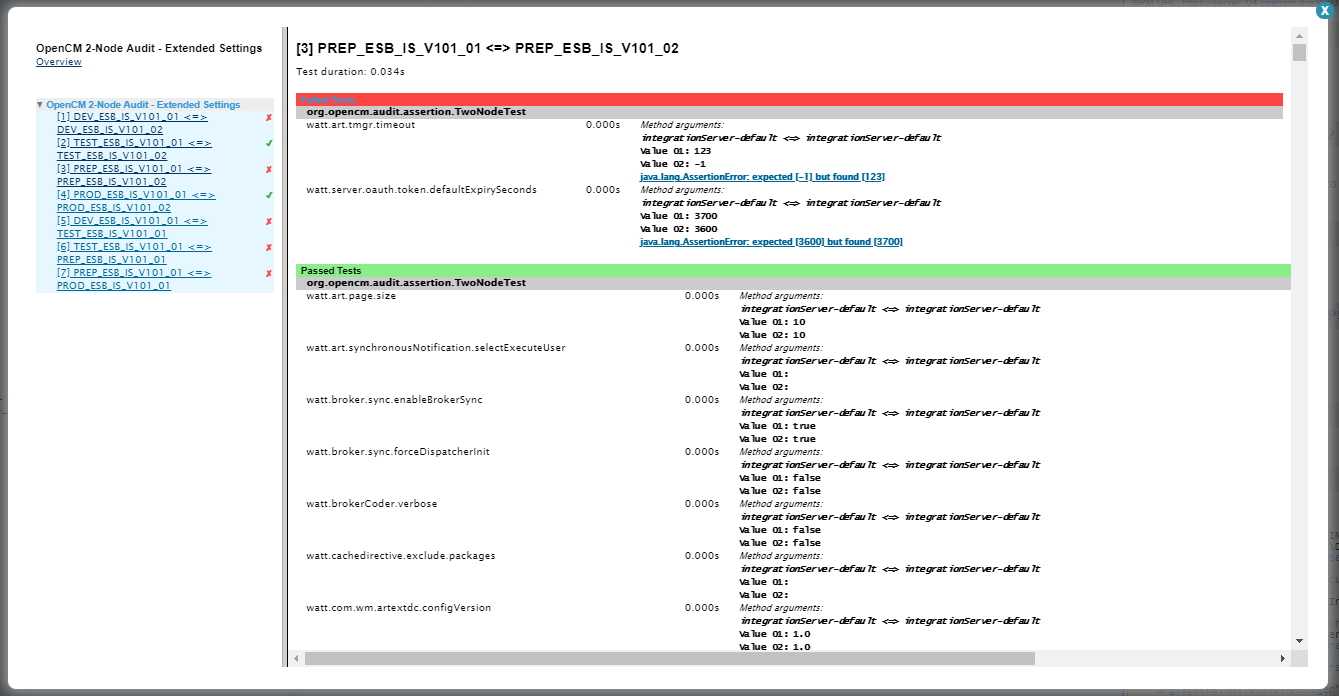 X
OpenCM 2-Node Audit - Extended Settings
Overview
▼ OpenCM 2-Node Audit - Extended Settings
[1] DEV_ESB_IS_V101_01 <=> ✗
DEV_ESB_IS_V101_02
[2] TEST_ESB_IS_V101_01 <=> ✔
TEST_ESB_IS_V101_02
[3] PREP_ESB_IS_V101_01 <=> ✗
PREP_ESB_IS_V101_02
[4] PROD_ESB_IS_V101_01 <=> ✔
PROD_ESB_IS_V101_02
[5] DEV_ESB_IS_V101_01 <=> ✗
TEST_ESB_IS_V101_01
[6] TEST_ESB_IS_V101_01 <=> ✗
PREP_ESB_IS_V101_01
[7] PREP_ESB_IS_V101_01 <=> ✗
PROD_ESB_IS_V101_01
[3] PREP_ESB_IS_V101_01 <=> PREP_ESB_IS_V101_02
Test duration: 0.034s
Failed Tests
org.opencm.audit.assertion.TwoNodeTest
watt.art.tmgr.timeout 0.000s Method arguments:
integrationServer-default <=> integrationServer-default
Value 01: 123
Value 02: -1
java.lang.AssertionError: expected [-1] but found [123]
watt.server.oauth.token.defaultExpirySeconds 0.000s Method arguments:
integrationServer-default <=> integrationServer-default
Value 01: 3700
Value 02: 3600
java.lang.AssertionError: expected [3600] but found [3700]
Passed Tests
org.opencm.audit.assertion.TwoNodeTest
watt.art.page.size 0.000s Method arguments:
integrationServer-default <=> integrationServer-default
Value 01: 10
Value 02: 10
watt.art.synchronousNotification.selectExecuteUser 0.000s Method arguments:
integrationServer-default <=> integrationServer-default
Value 01:
Value 02:
watt.broker.sync.enableBrokerSync 0.000s Method arguments:
integrationServer-default <=> integrationServer-default
Value 01: true
Value 02: true
watt.broker.sync.forceDispatcherInit 0.000s Method arguments:
integrationServer-default <=> integrationServer-default
Value 01: false
Value 02: false
watt.brokerCoder.verbose 0.000s Method arguments:
integrationServer-default <=> integrationServer-default
Value 01: false
Value 02: false
watt.cachedirective.exclude.packages 0.000s Method arguments:
integrationServer-default <=> integrationServer-default
Value 01:
Value 02:
watt.com.wm.artextdc.configVersion 0.000s Method arguments:
integrationServer-default <=> integrationServer-default
Value 01: 1.0
Value 02: 1.0